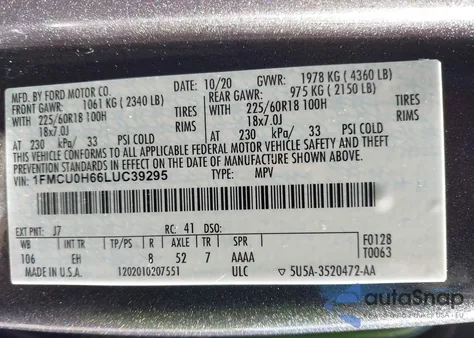 MFD. BY FORD MOTOR CO.
DATE: 10/20 GVWR: 1978 KG ( 4360 LB)
FRONT GAWR: 1061 KG ( 2340 LB) REAR GAWR: 975 KG ( 2150 LB)
WITH 225/60R18 100H TIRES WITH 225/60R18 100H TIRES
18x7.0J 18x7.0J
AT 230 kPa/ 33 PSI COLD AT 230 kPa/ 33 PSI COLD
THIS VEHICLE CONFORMS TO ALL APPLICABLE FEDERAL MOTOR VEHICLE SAFETY AND THEFT
PREVENTION STANDARDS IN EFFECT ON THE DATE OF MANUFACTURE SHOWN ABOVE.
VIN: 1FMCU0H66LUC39295 TYPE: MPV
EXT PNT: J7 RC: 41 DSO: F0128
WB INT TR TP/PS R AXLE TR SPR T0063
106 EH 8 52 7 AAAA
MADE IN U.S.A. 1202010207551 ULC 5U5A-3520472-AA
autoSnap